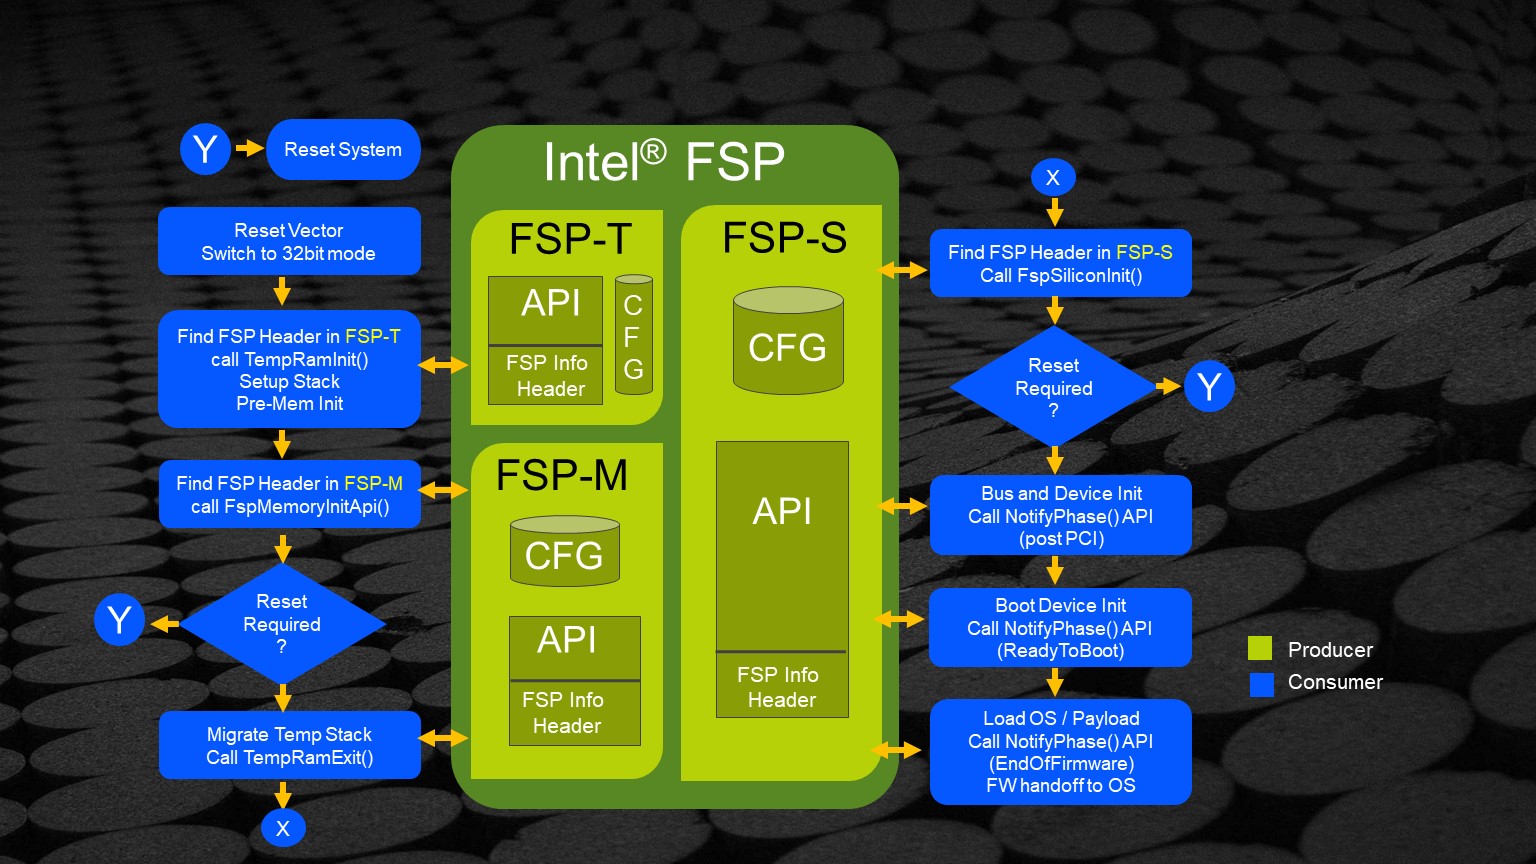 Y
Reset System
Reset Vector
Switch to 32bit mode
Find FSP Header in FSP-T
call TempRamInit()
Setup Stack
Pre-Mem Init
Find FSP Header in FSP-M
call FspMemoryInitApi()
Reset
Required
?
Y
Migrate Temp Stack
Call TempRamExit()
X
Intel® FSP
FSP-T
API
FSP Info
Header
C
F
G
FSP-M
CFG
API
FSP Info
Header
FSP-S
CFG
API
FSP Info
Header
X
Find FSP Header in FSP-S
Call FspSiliconInit()
Reset
Required
?
Y
Bus and Device Init
Call NotifyPhase() API
(post PCI)
Boot Device Init
Call NotifyPhase() API
(ReadyToBoot)
Load OS / Payload
Call NotifyPhase() API
(EndOfFirmware)
FW handoff to OS
Producer
Consumer